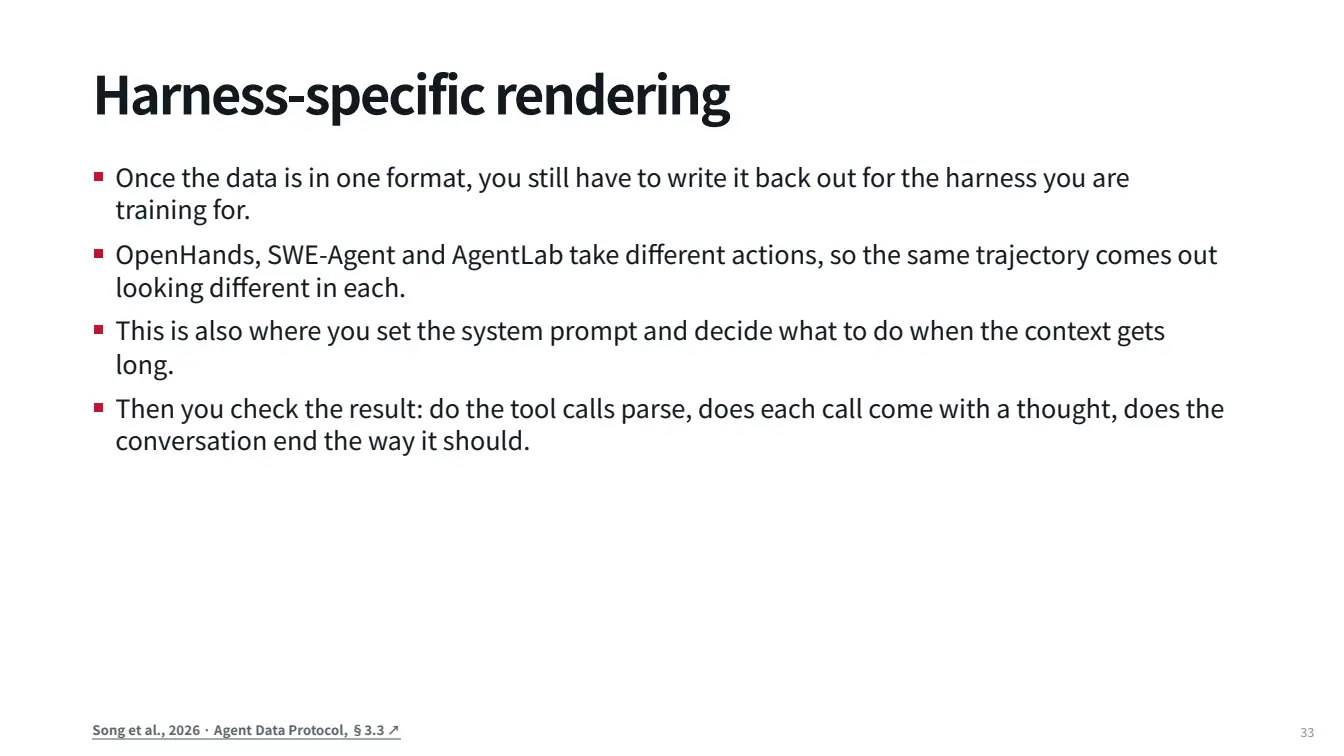 Harness-specific rendering
Once the data is in one format, you still have to write it back out for the harness you are
training for.
OpenHands, SWE-Agent and AgentLab take different actions, so the same trajectory comes out
looking different in each.
This is also where you set the system prompt and decide what to do when the context gets
long.
Then you check the result: do the tool calls parse, does each call come with a thought, does the
conversation end the way it should.
Song et al., 2026 · Agent Data Protocol, § 3.3 ↗
33